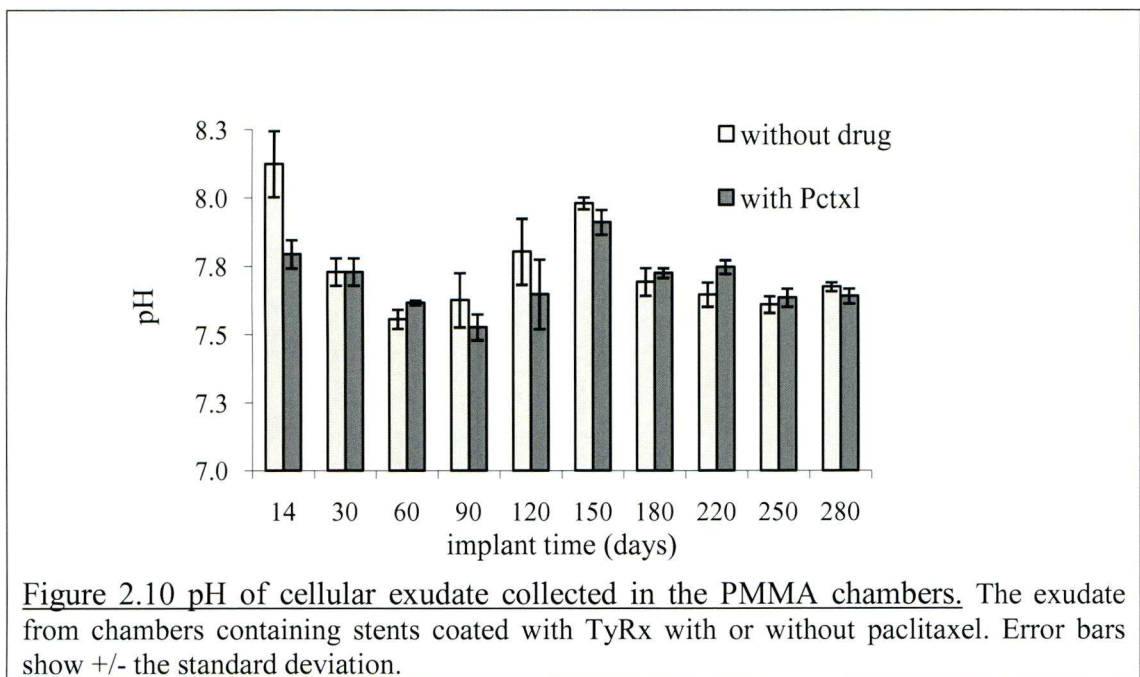 8.3
8.0
7.8
7.5
7.3
7.0
pH
without drug
with Pctxl
14 30 60 90 120 150 180 220 250 280
implant time (days)
Figure 2.10 pH of cellular exudate collected in the PMMA chambers. The exudate
from chambers containing stents coated with TyRx with or without paclitaxel. Error bars
show +/- the standard deviation.